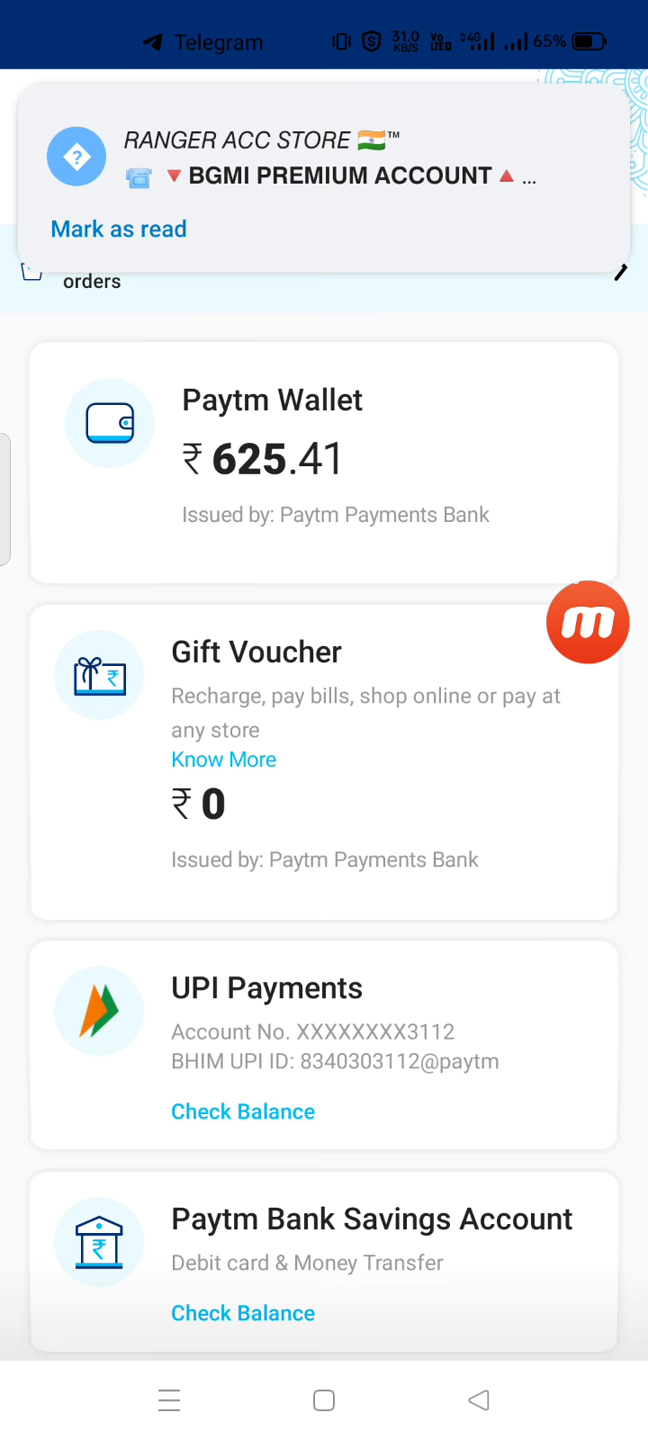 Telegram
31.0 KB/S Vo LTE 4G 65%
RANGER ACC STORE 🇮🇳™
📠 🔻BGMI PREMIUM ACCOUNT🔺...
Mark as read
orders
Paytm Wallet
₹ 625.41
Issued by: Paytm Payments Bank
m
Gift Voucher
Recharge, pay bills, shop online or pay at
any store
Know More
₹ 0
Issued by: Paytm Payments Bank
UPI Payments
Account No. XXXXXXXX3112
BHIM UPI ID: 8340303112@paytm
Check Balance
Paytm Bank Savings Account
Debit card & Money Transfer
Check Balance